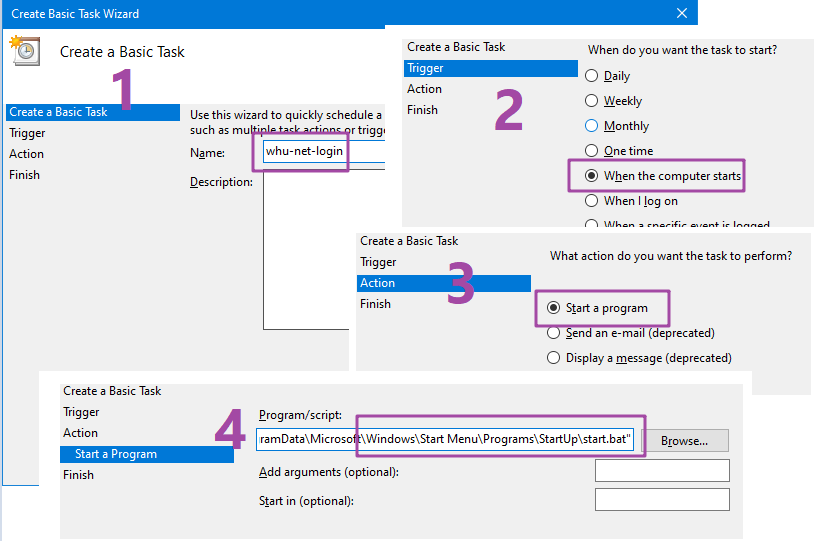 Create Basic Task Wizard
Create a Basic Task
1
Create a Basic Task
Trigger
Action
Finish
Use this wizard to quickly schedule a
such as multiple task actions or trigge
Name:
whu-net-login
Description:
Create a Basic Task
Trigger
Action
Finish
2
When do you want the task to start?
Daily
Weekly
Monthly
One time
When the computer starts
When I log on
When a specific event is logged
Create a Basic Task
Trigger
Action
Finish
3
What action do you want the task to perform?
Start a program
Send an e-mail (deprecated)
Display a message (deprecated)
Create a Basic Task
Trigger
Action
Start a Program
Finish
4
Program/script:
ramData\Microsoft\Windows\Start Menu\Programs\StartUp\start.bat"
Browse...
Add arguments (optional):
Start in (optional):